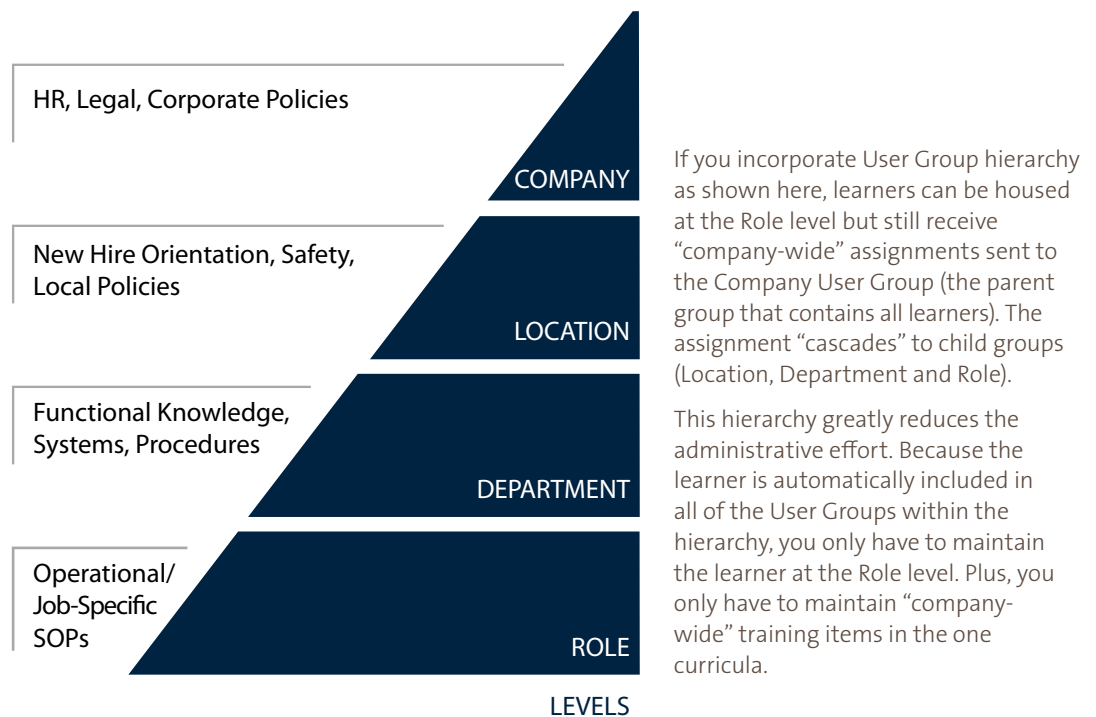 HR, Legal, Corporate Policies
COMPANY
New Hire Orientation, Safety,
Local Policies
LOCATION
Functional Knowledge,
Systems, Procedures
DEPARTMENT
Operational/
Job-Specific
SOPs
ROLE
LEVELS
If you incorporate User Group hierarchy
as shown here, learners can be housed
at the Role level but still receive
“company-wide” assignments sent to
the Company User Group (the parent
group that contains all learners). The
assignment “cascades” to child groups
(Location, Department and Role).
This hierarchy greatly reduces the
administrative effort. Because the
learner is automatically included in
all of the User Groups within the
hierarchy, you only have to maintain
the learner at the Role level. Plus, you
only have to maintain “company-
wide” training items in the one
curricula.